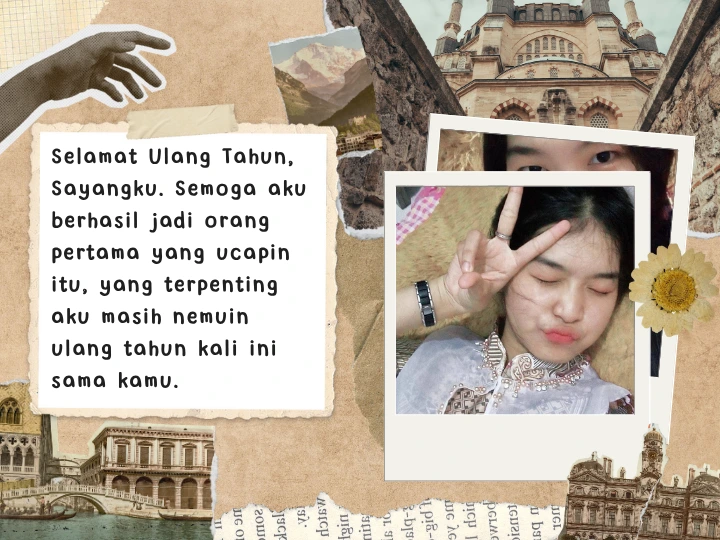 Selamat Ulang Tahun,
Sayangku. Semoga aku
berhasil jadi orang
pertama yang ucapin
itu, yang terpenting
aku masih nemuin
ulang tahun kali ini
sama kamu.